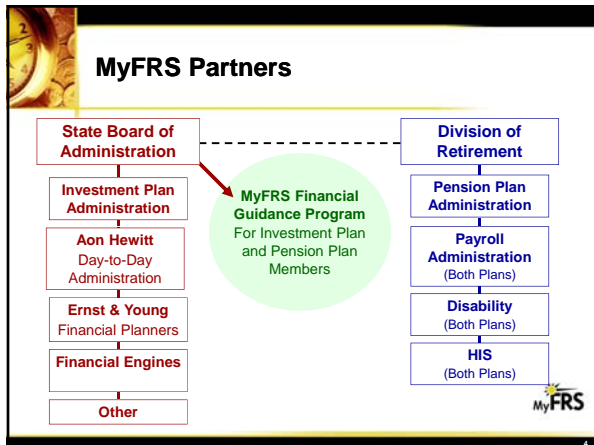 MyFRS Partners
State Board of
Administration
Investment Plan
Administration
Aon Hewitt
Day-to-Day
Administration
Ernst & Young
Financial Planners
Financial Engines
Other
MyFRS Financial
Guidance Program
For Investment Plan
and Pension Plan
Members
Division of
Retirement
Pension Plan
Administration
Payroll
Administration
(Both Plans)
Disability
(Both Plans)
HIS
(Both Plans)
MyFRS
4